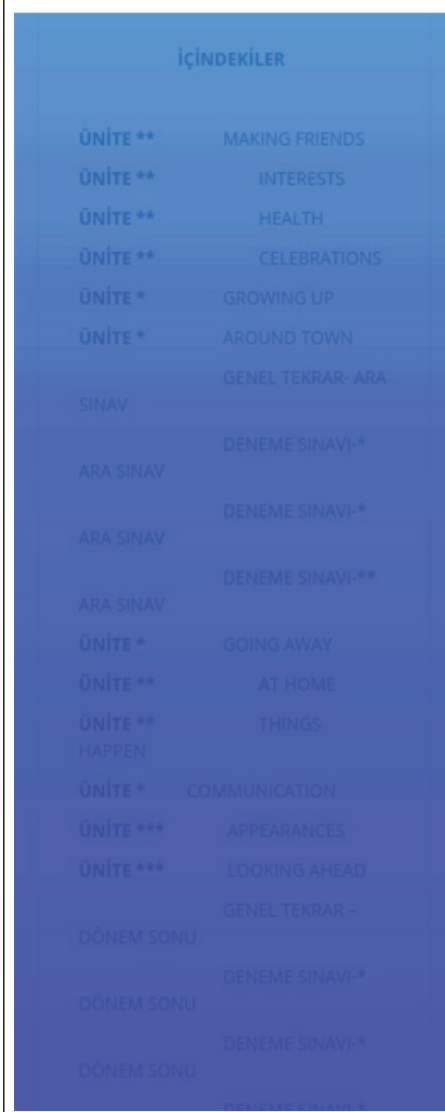 İÇİNDEKİLER
ÜNİTE ** MAKING FRIENDS
ÜNİTE ** INTERESTS
ÜNİTE ** HEALTH
ÜNİTE ** CELEBRATIONS
ÜNİTE * GROWING UP
ÜNİTE * AROUND TOWN
GENEL TEKRAR- ARA
SINAV
DENEME SINAVI-*
ARA SINAV
DENEME SINAVI-*
ARA SINAV
DENEME SINAVI-**
ARA SINAV
ÜNİTE * GOING AWAY
ÜNİTE ** AT HOME
ÜNİTE ** THINGS
HAPPEN
ÜNİTE * COMMUNICATION
ÜNİTE *** APPEARANCES
ÜNİTE *** LOOKING AHEAD
GENEL TEKRAR –
DÖNEM SONU
DENEME SINAVI-*
DÖNEM SONU
DENEME SINAVI-*
DÖNEM SONU
DENEME SINAVI-*